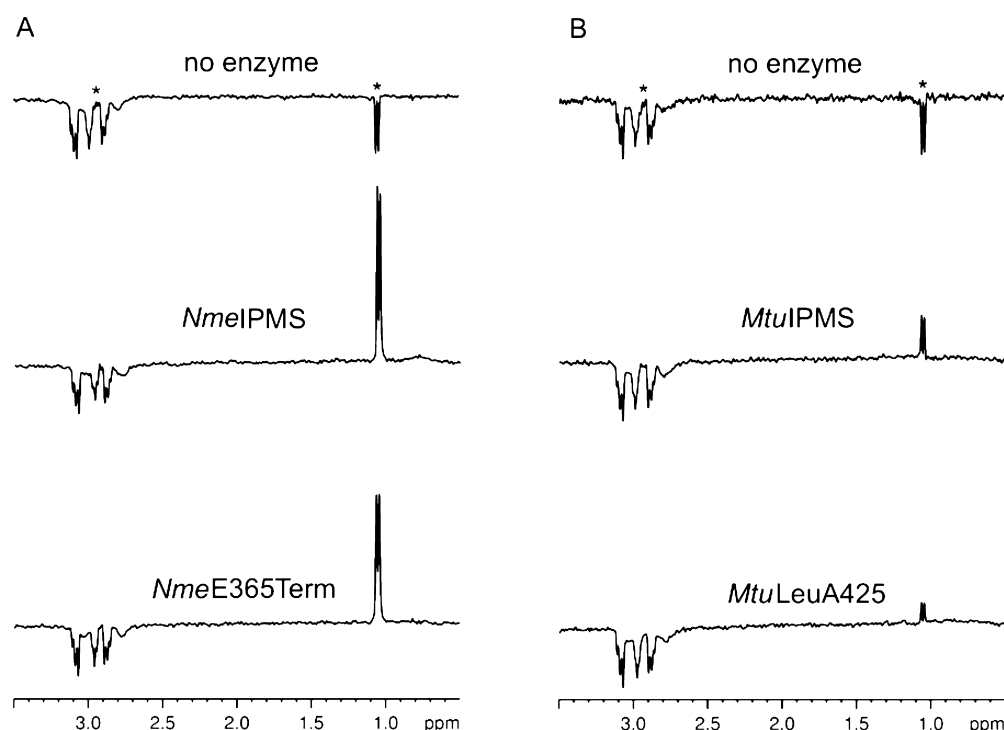 A
no enzyme
* *
NmeIPMS
NmeE365Term
3.0 2.5 2.0 1.5 1.0 ppm
B
no enzyme
* *
MtuIPMS
MtuLeuA425
3.0 2.5 2.0 1.5 1.0 ppm